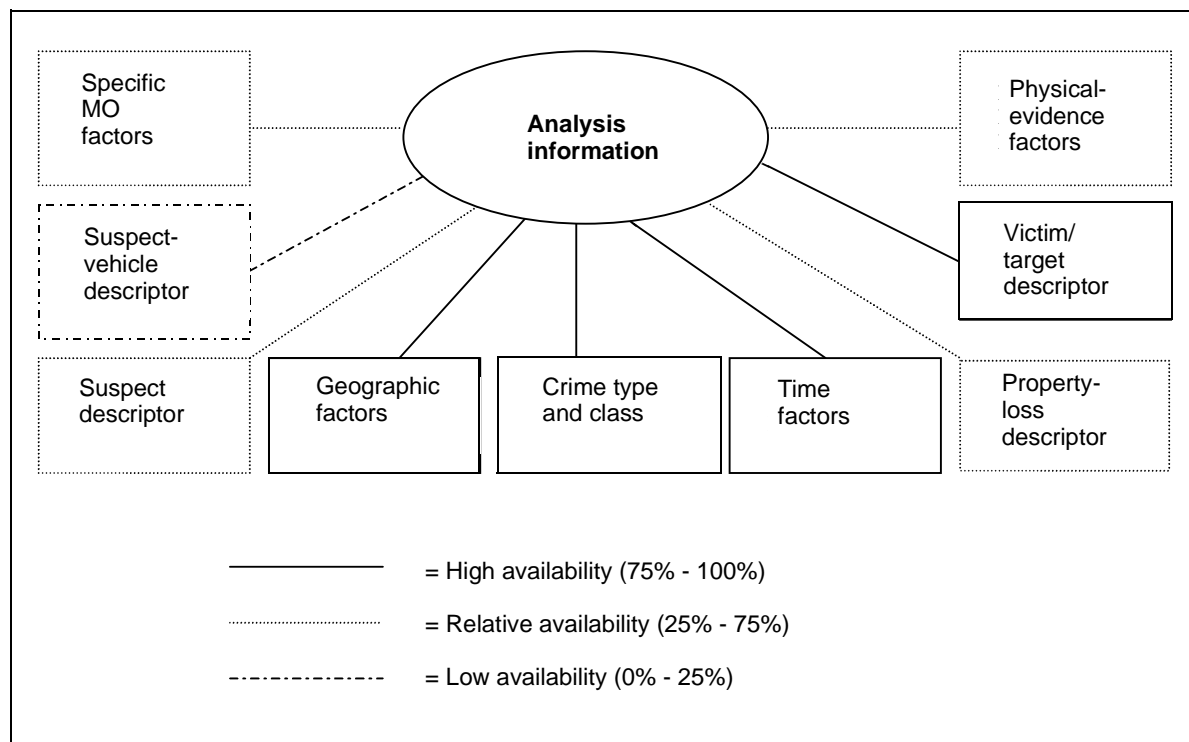 Specific
MO
factors
Analysis
information
Physical-
evidence
factors
Suspect-
vehicle
descriptor
Victim/
target
descriptor
Suspect
descriptor
Geographic
factors
Crime type
and class
Time
factors
Property-
loss
descriptor
= High availability (75% - 100%)
= Relative availability (25% - 75%)
= Low availability (0% - 25%)